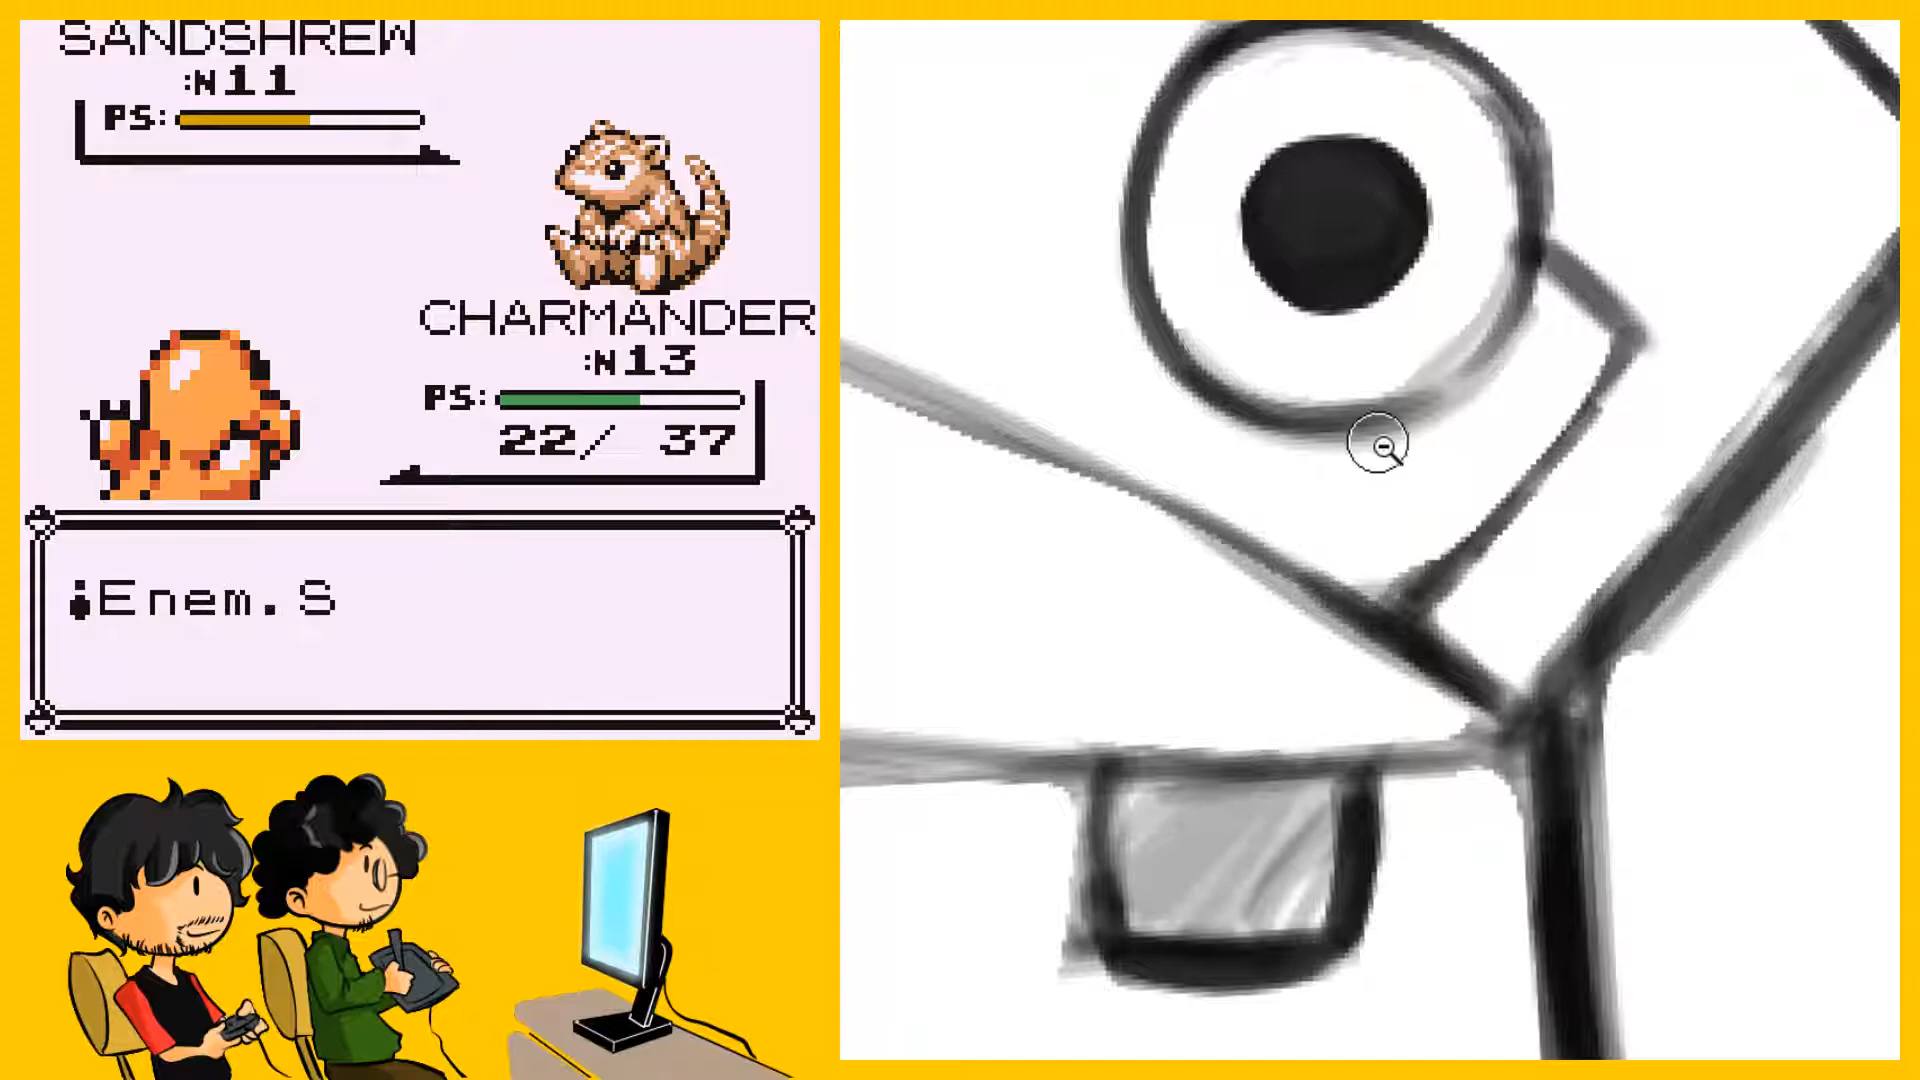 SANDSHREW
:N11
PS:
CHARMANDER
:N13
PS:
22/ 37
¡Enem.S